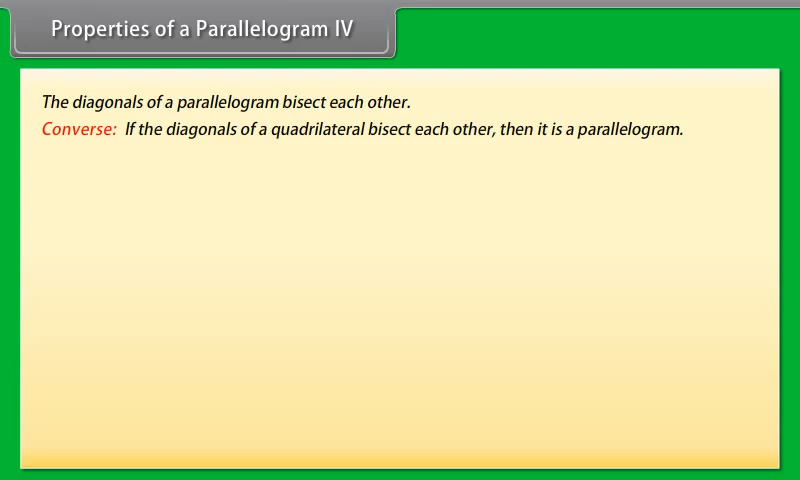 Properties of a Parallelogram IV
The diagonals of a parallelogram bisect each other.
Converse: If the diagonals of a quadrilateral bisect each other, then it is a parallelogram.